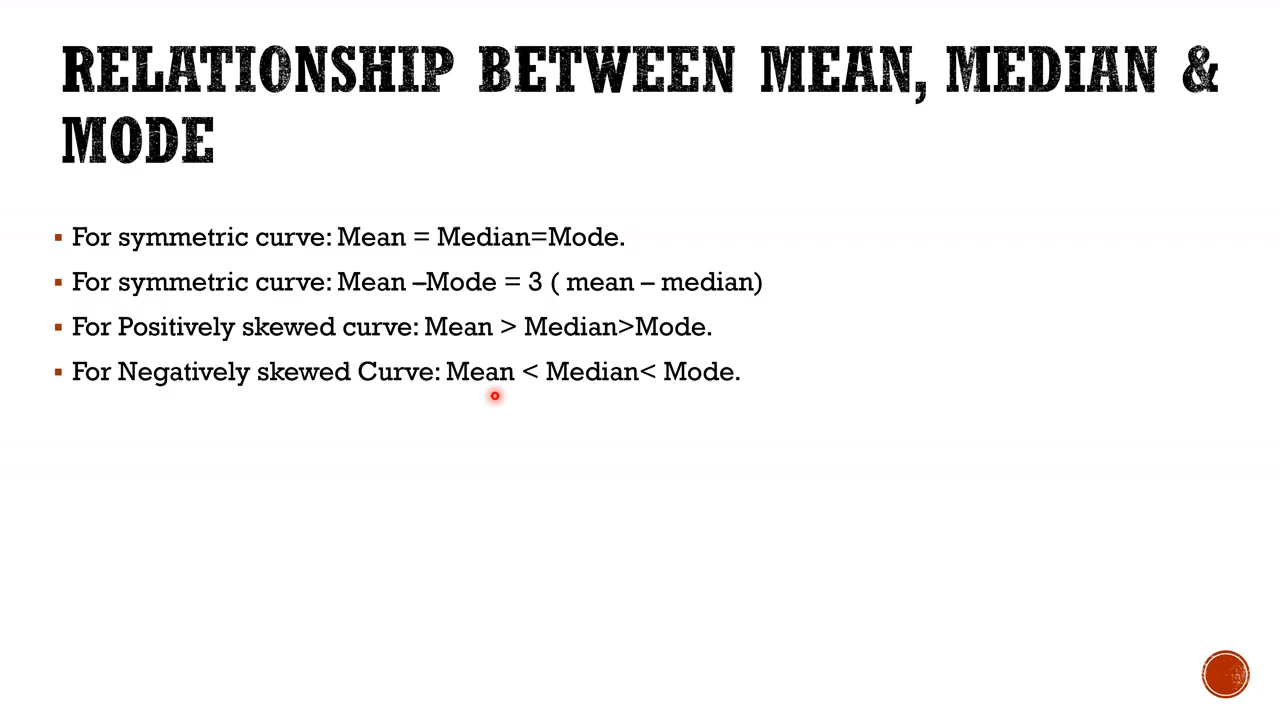 RELATIONSHIP BETWEEN MEAN, MEDIAN &
MODE
▪ For symmetric curve: Mean = Median=Mode.
▪ For symmetric curve: Mean –Mode = 3 ( mean – median)
▪ For Positively skewed curve: Mean > Median>Mode.
▪ For Negatively skewed Curve: Mean < Median< Mode.